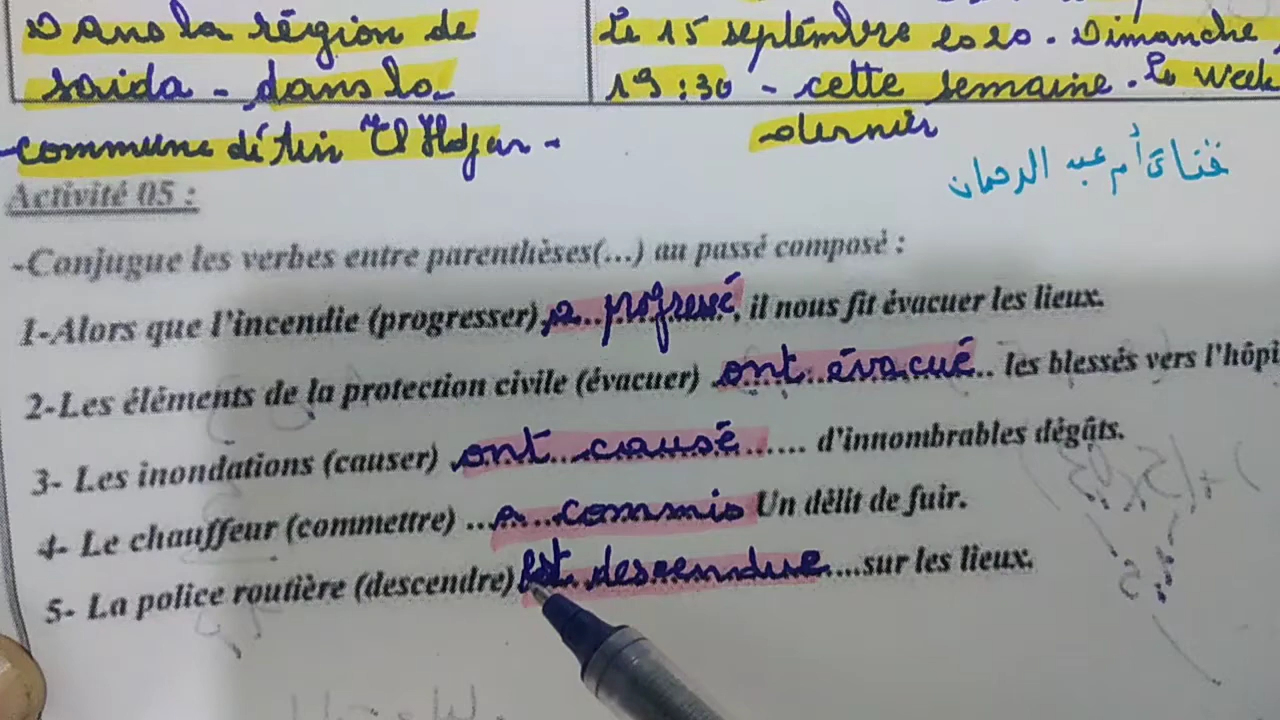 Dans la région de
saida - dans la
commune d'Ain El Hdjar -
Le 15 septémbre 2020. Dimanche,
19:30 - cette semaine. Le week
dernier
قناة أم عبد الرحمان
Activité 05 :
-Conjugue les verbes entre parenthèses(...) au passé composé :
1-Alors que l'incendie (progresser) a progressé, il nous fit évacuer les lieux.
2-Les éléments de la protection civile (évacuer) ont évacué.. les blessés vers l'hôpi
3- Les inondations (causer) ont causé...... d'innombrables dégâts.
4- Le chauffeur (commettre) ...a commis Un délit de fuir.
5- La police routière (descendre) est descendue....sur les lieux.